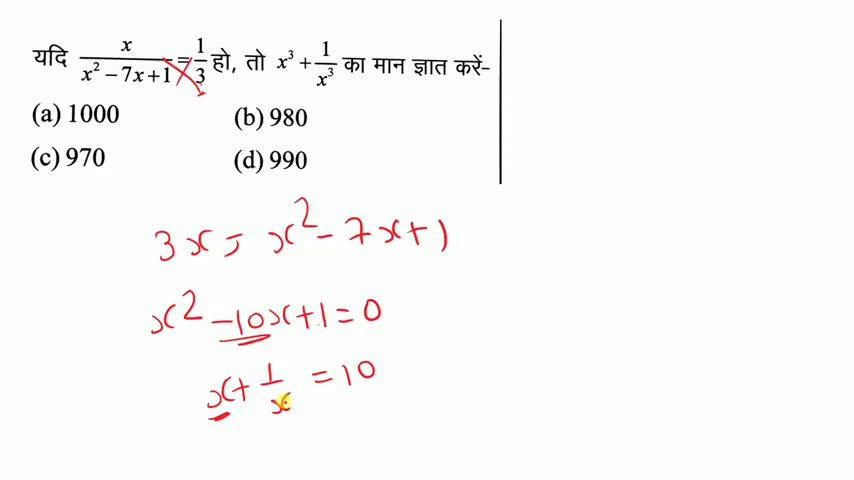 यदि x / (x² − 7x + 1) = 1/3 हो, तो x³ + 1/x³ का मान ज्ञात करें-
(a) 1000 (b) 980
(c) 970 (d) 990
3x = x² - 7x+1
x² -10x+1=0
x+ 1/x = 10